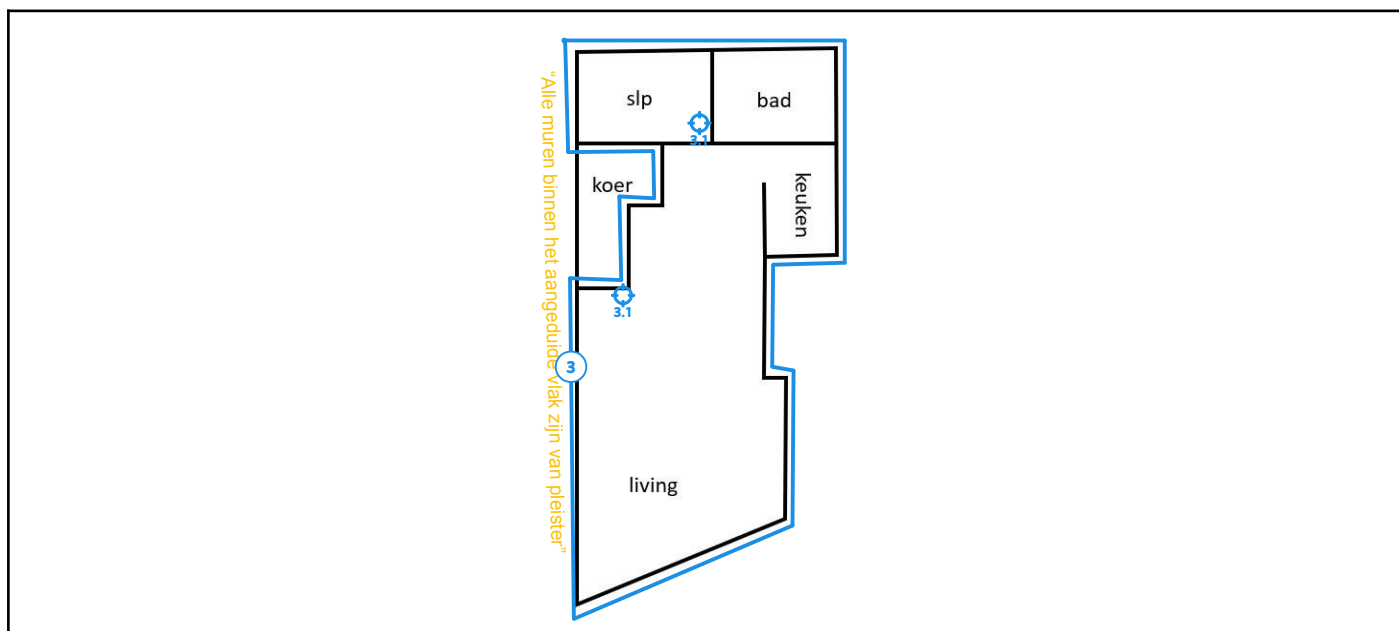 slp
bad
3.1
koer
keuken
3.1
3
"Alle muren binnen het aangeduide vlak zijn van pleister"
living